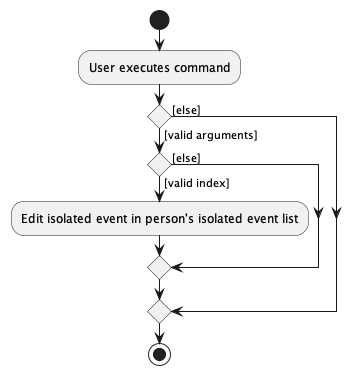 User executes command
[else]
[valid arguments]
[else]
[valid index]
Edit isolated event in person's isolated event list